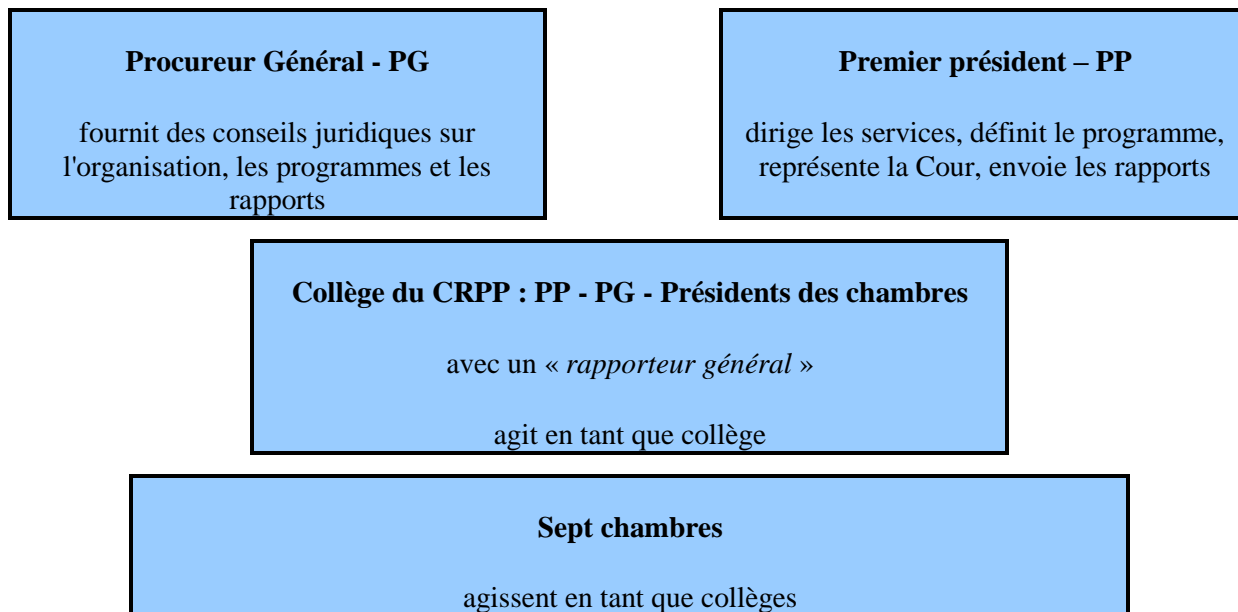 Procureur Général - PG
fournit des conseils juridiques sur
l'organisation, les programmes et les
rapports
Premier président – PP
dirige les services, définit le programme,
représente la Cour, envoie les rapports
Collège du CRPP : PP - PG - Présidents des chambres
avec un « rapporteur général »
agit en tant que collège
Sept chambres
agissent en tant que collèges